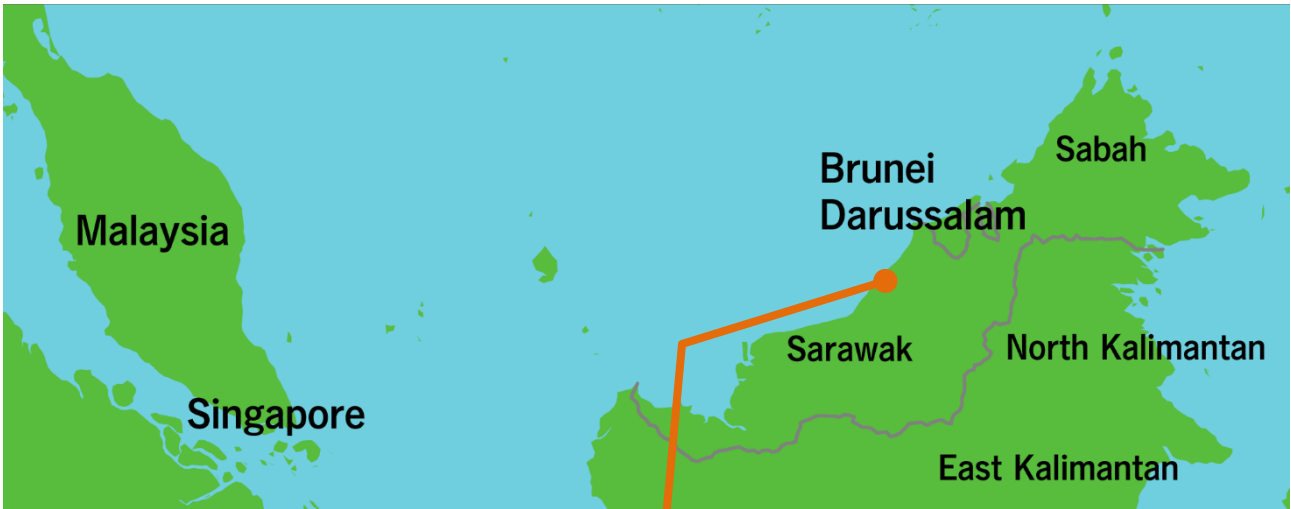 Malaysia
Singapore
Brunei
Darussalam
Sabah
Sarawak
North Kalimantan
East Kalimantan